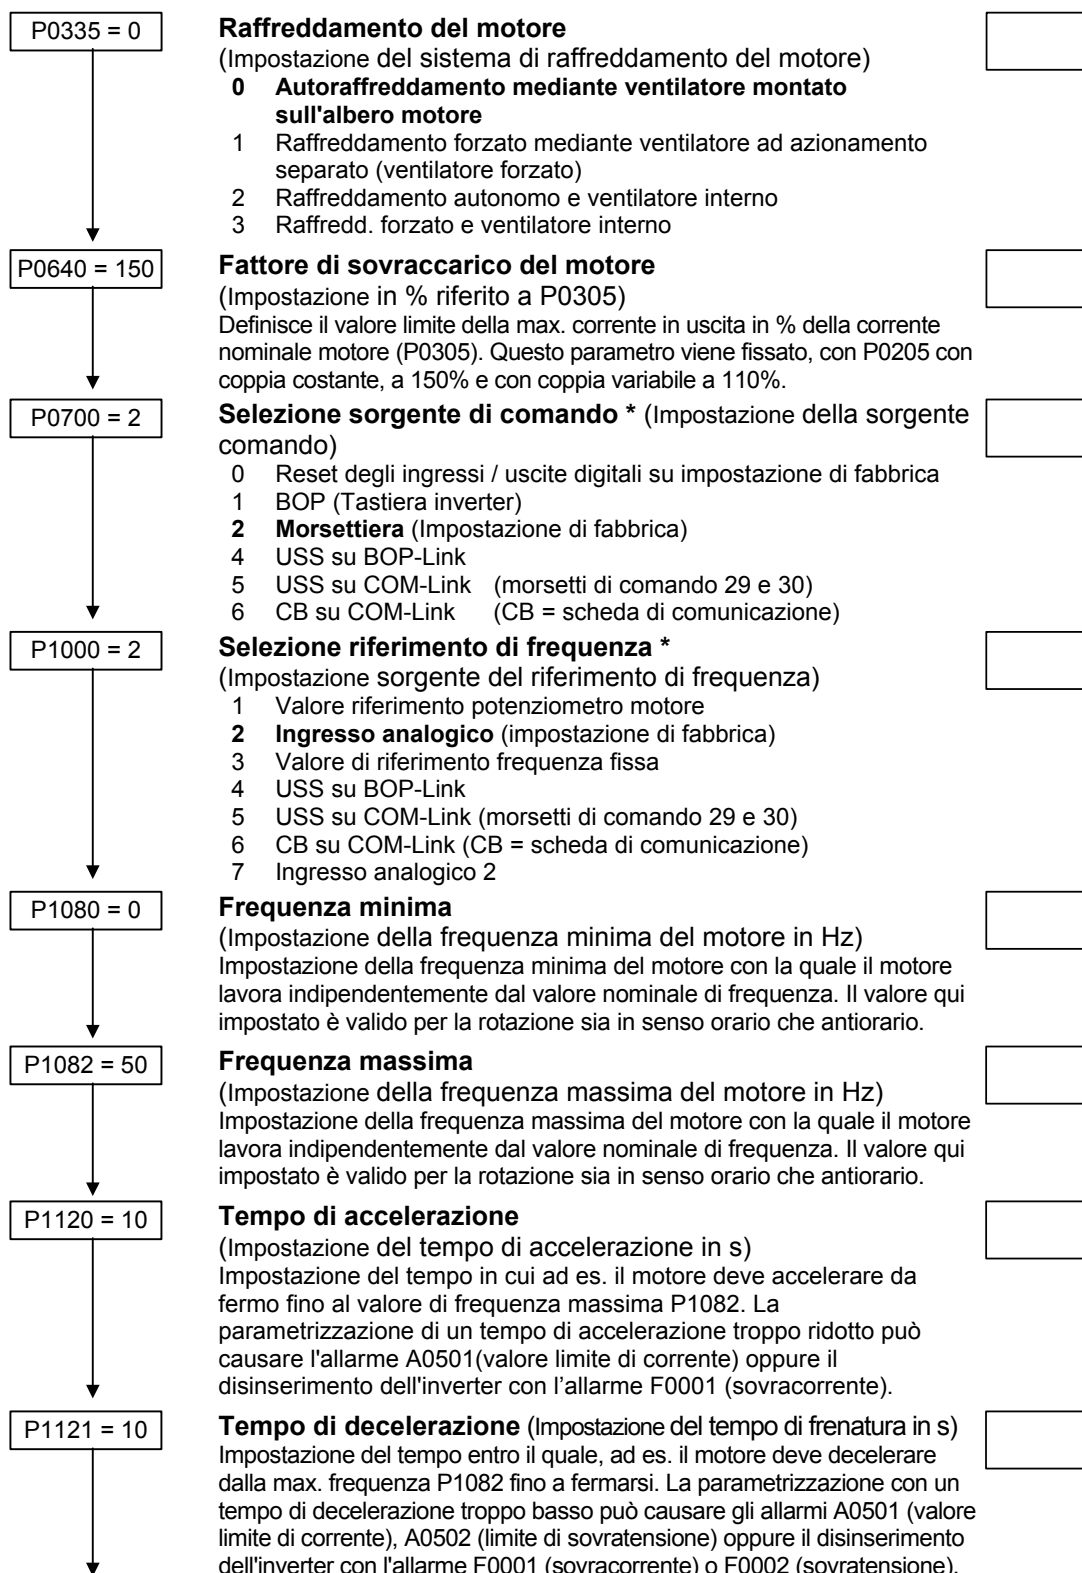 P0335 = 0
Raffreddamento del motore
(Impostazione del sistema di raffreddamento del motore)
0 Autoraffreddamento mediante ventilatore montato
sull'albero motore
1 Raffreddamento forzato mediante ventilatore ad azionamento
separato (ventilatore forzato)
2 Raffreddamento autonomo e ventilatore interno
3 Raffredd. forzato e ventilatore interno
P0640 = 150
Fattore di sovraccarico del motore
(Impostazione in % riferito a P0305)
Definisce il valore limite della max. corrente in uscita in % della corrente
nominale motore (P0305). Questo parametro viene fissato, con P0205 con
coppia costante, a 150% e con coppia variabile a 110%.
P0700 = 2
Selezione sorgente di comando * (Impostazione della sorgente
comando)
0 Reset degli ingressi / uscite digitali su impostazione di fabbrica
1 BOP (Tastiera inverter)
2 Morsettiera (Impostazione di fabbrica)
4 USS su BOP-Link
5 USS su COM-Link (morsetti di comando 29 e 30)
6 CB su COM-Link (CB = scheda di comunicazione)
P1000 = 2
Selezione riferimento di frequenza *
(Impostazione sorgente del riferimento di frequenza)
1 Valore riferimento potenziometro motore
2 Ingresso analogico (impostazione di fabbrica)
3 Valore di riferimento frequenza fissa
4 USS su BOP-Link
5 USS su COM-Link (morsetti di comando 29 e 30)
6 CB su COM-Link (CB = scheda di comunicazione)
7 Ingresso analogico 2
P1080 = 0
Frequenza minima
(Impostazione della frequenza minima del motore in Hz)
Impostazione della frequenza minima del motore con la quale il motore
lavora indipendentemente dal valore nominale di frequenza. Il valore qui
impostato è valido per la rotazione sia in senso orario che antiorario.
P1082 = 50
Frequenza massima
(Impostazione della frequenza massima del motore in Hz)
Impostazione della frequenza massima del motore con la quale il motore
lavora indipendentemente dal valore nominale di frequenza. Il valore qui
impostato è valido per la rotazione sia in senso orario che antiorario.
P1120 = 10
Tempo di accelerazione
(Impostazione del tempo di accelerazione in s)
Impostazione del tempo in cui ad es. il motore deve accelerare da
fermo fino al valore di frequenza massima P1082. La
parametrizzazione di un tempo di accelerazione troppo ridotto può
causare l'allarme A0501(valore limite di corrente) oppure il
disinserimento dell'inverter con l’allarme F0001 (sovracorrente).
P1121 = 10
Tempo di decelerazione (Impostazione del tempo di frenatura in s)
Impostazione del tempo entro il quale, ad es. il motore deve decelerare
dalla max. frequenza P1082 fino a fermarsi. La parametrizzazione con un
tempo di decelerazione troppo basso può causare gli allarmi A0501 (valore
limite di corrente), A0502 (limite di sovratensione) oppure il disinserimento
dell'inverter con l'allarme F0001 (sovracorrente) o F0002 (sovratensione).